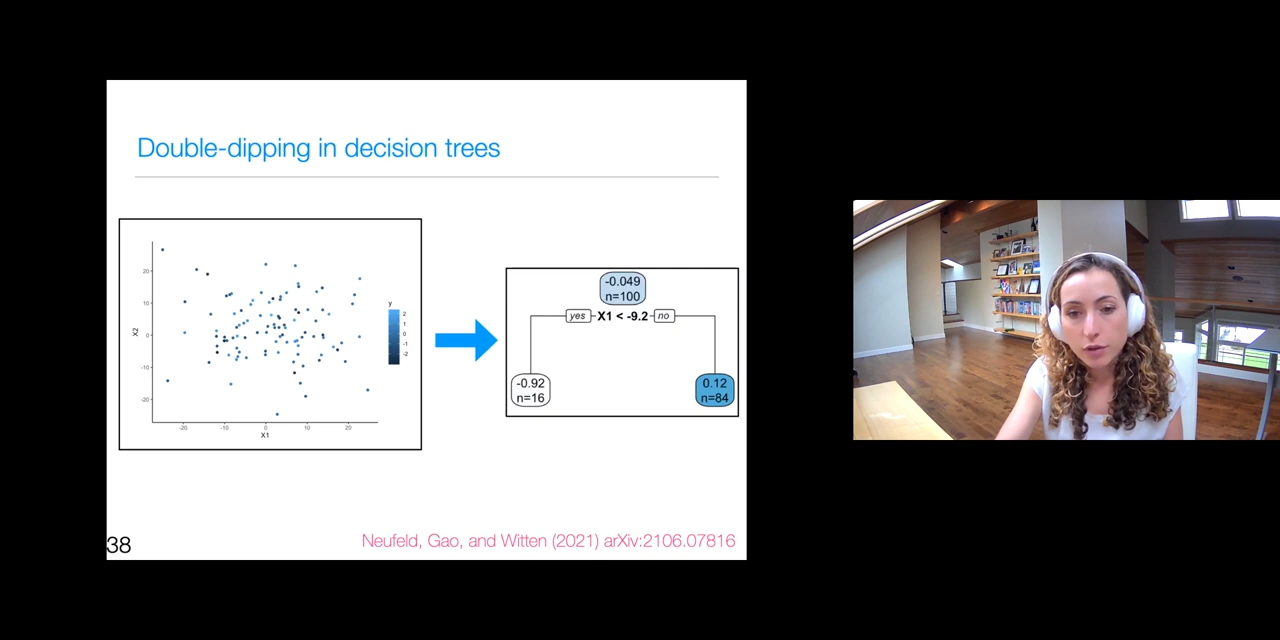 Double-dipping in decision trees
20
10
0
-10
-20
X2
-20
-10
0
10
20
X1
y
2
1
0
-1
-2
-0.049
n=100
yes X1 < -9.2 no
-0.92
n=16
0.12
n=84
38
Neufeld, Gao, and Witten (2021) arXiv:2106.07816